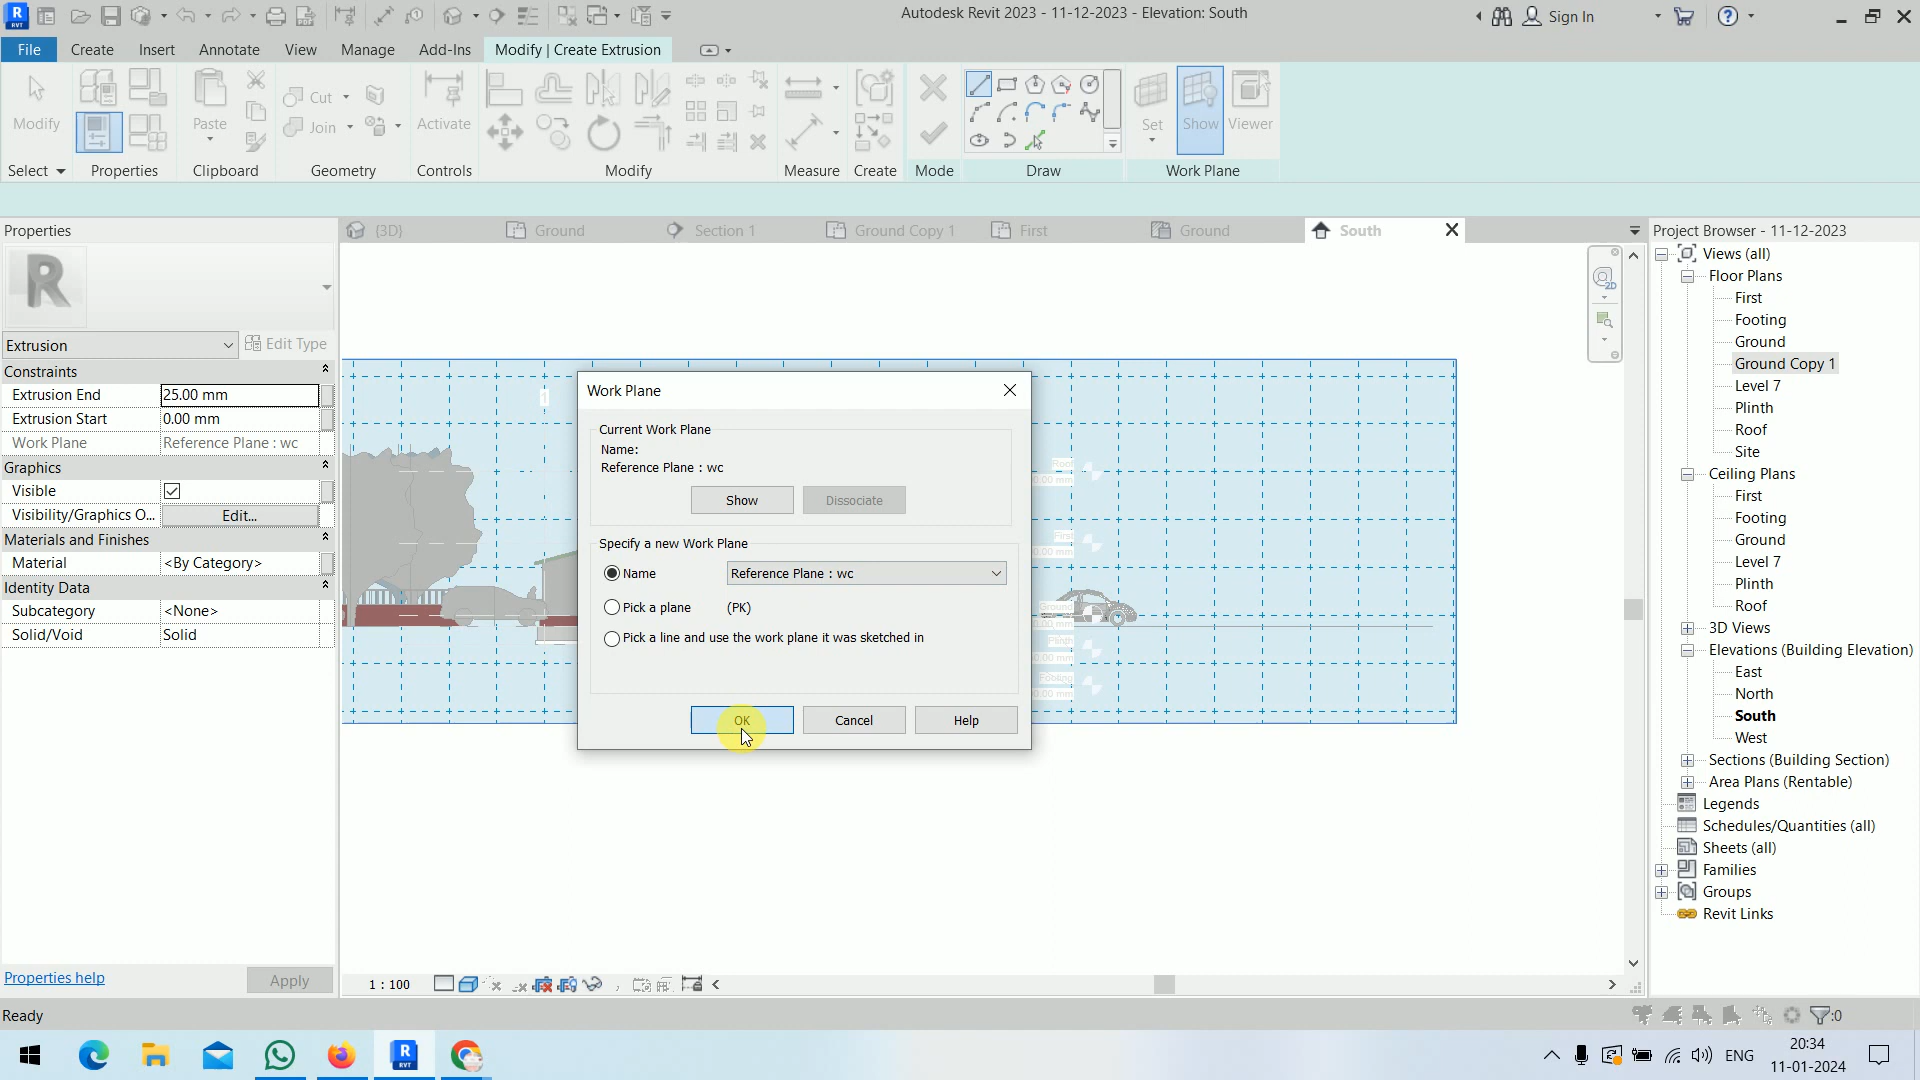 Autodesk Revit 2023 - 11-12-2023 - Elevation: South
Sign In
File Create Insert Annotate View Manage Add-Ins Modify | Create Extrusion
Modify
Paste
Cut
Join
Activate
Set
Show
Viewer
Select Properties Clipboard Geometry Controls Modify Measure Create Mode Draw Work Plane
Properties
{3D} Ground Section 1 Ground Copy 1 First Ground South
Project Browser - 11-12-2023
Extrusion
Edit Type
Constraints
Extrusion End 25.00 mm
Extrusion Start 0.00 mm
Work Plane Reference Plane : wc
Graphics
Visible
Visibility/Graphics O... Edit...
Materials and Finishes
Material <By Category>
Identity Data
Subcategory <None>
Solid/Void Solid
Properties help
Apply
1
Work Plane
Current Work Plane
Name:
Reference Plane : wc
Show
Dissociate
Specify a new Work Plane
Name
Reference Plane : wc
Pick a plane (PK)
Pick a line and use the work plane it was sketched in
OK
Cancel
Help
Roof
First
Ground
Plinth
Footing
Views (all)
Floor Plans
First
Footing
Ground
Ground Copy 1
Level 7
Plinth
Roof
Site
Ceiling Plans
First
Footing
Ground
Level 7
Plinth
Roof
3D Views
Elevations (Building Elevation)
East
North
South
West
Sections (Building Section)
Area Plans (Rentable)
Legends
Schedules/Quantities (all)
Sheets (all)
Families
Groups
Revit Links
1 : 100
Ready
:0
ENG
20:34
11-01-2024